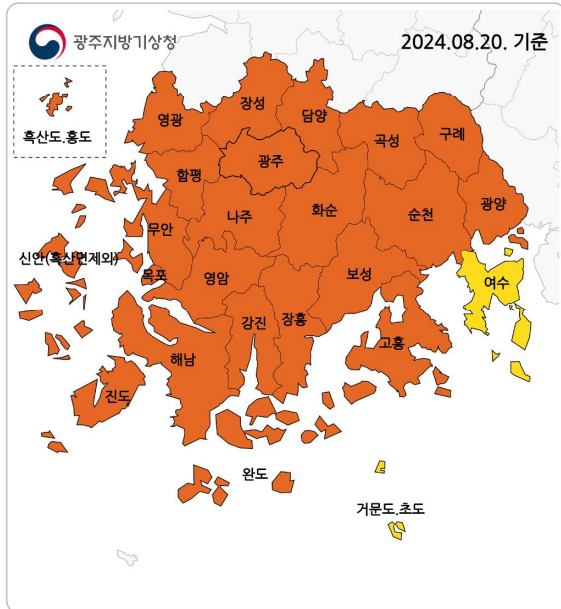 광주지방기상청
2024.08.20. 기준
흑산도.홍도
영광
장성
담양
곡성
구례
함평
광주
나주
화순
순천
광양
무안
신안(흑산면제외)
목포
영암
보성
여수
강진
장흥
해남
고흥
진도
완도
거문도.초도